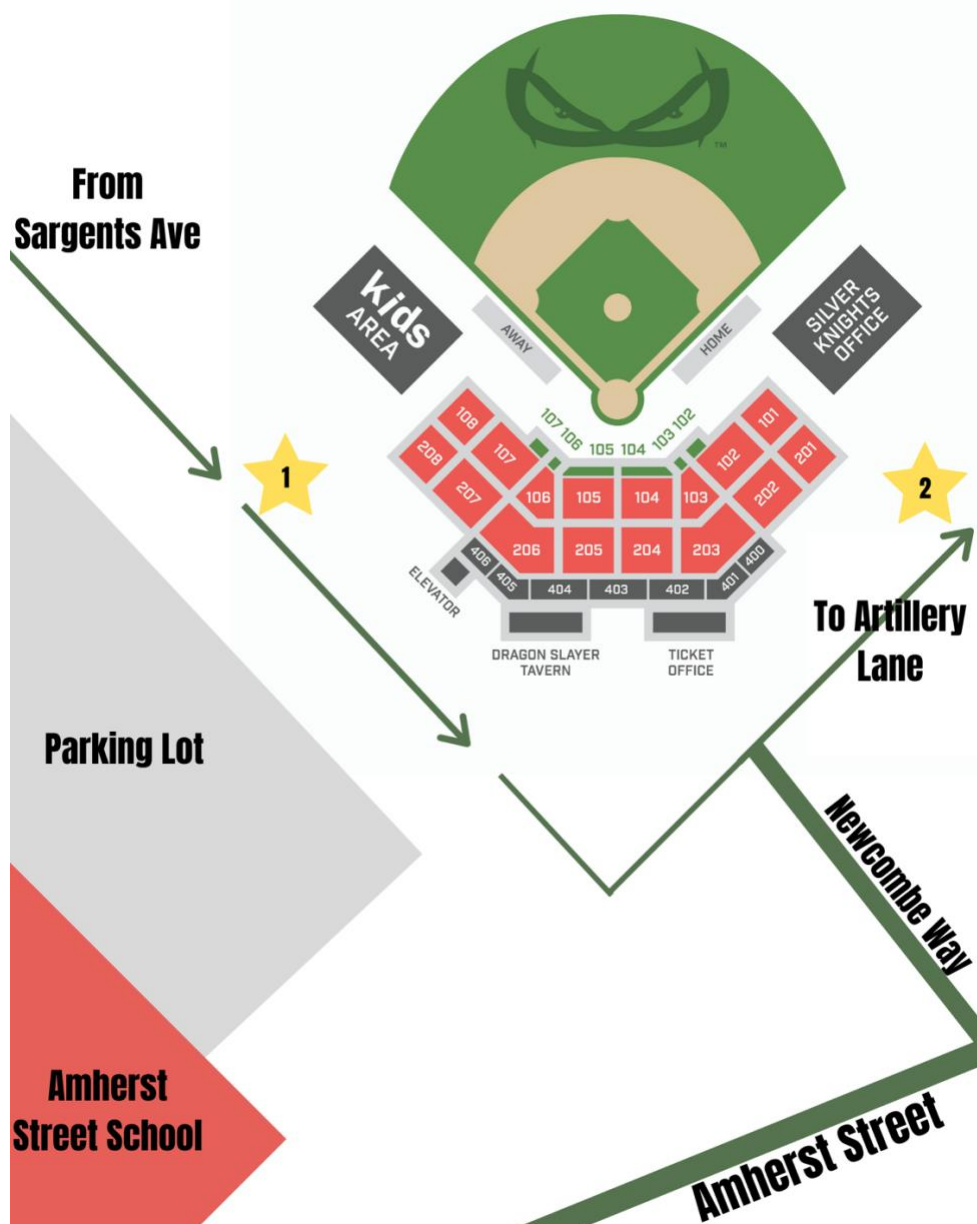 TM
From
Sargents Ave
kids
AREA
AWAY
HOME
SILVER
KNIGHTS
OFFICE
107
106
105
104
103
102
108
107
106
105
104
103
102
101
208
207
206
205
204
203
202
201
1
2
406
405
404
403
402
401
400
ELEVATOR
DRAGON SLAYER
TAVERN
TICKET
OFFICE
To Artillery
Lane
Parking Lot
Newcombe Way
Amherst
Street School
Amherst Street